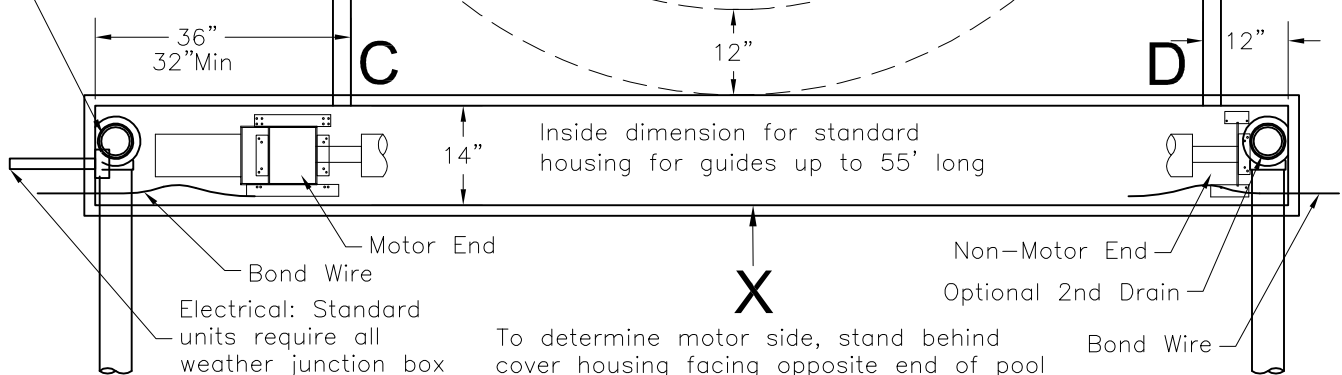 36"
32"Min
C
12"
D
12"
14"
Inside dimension for standard
housing for guides up to 55' long
Motor End
Bond Wire
Electrical: Standard
units require all
weather junction box
X
To determine motor side, stand behind
cover housing facing opposite end of pool
Non-Motor End
Optional 2nd Drain
Bond Wire